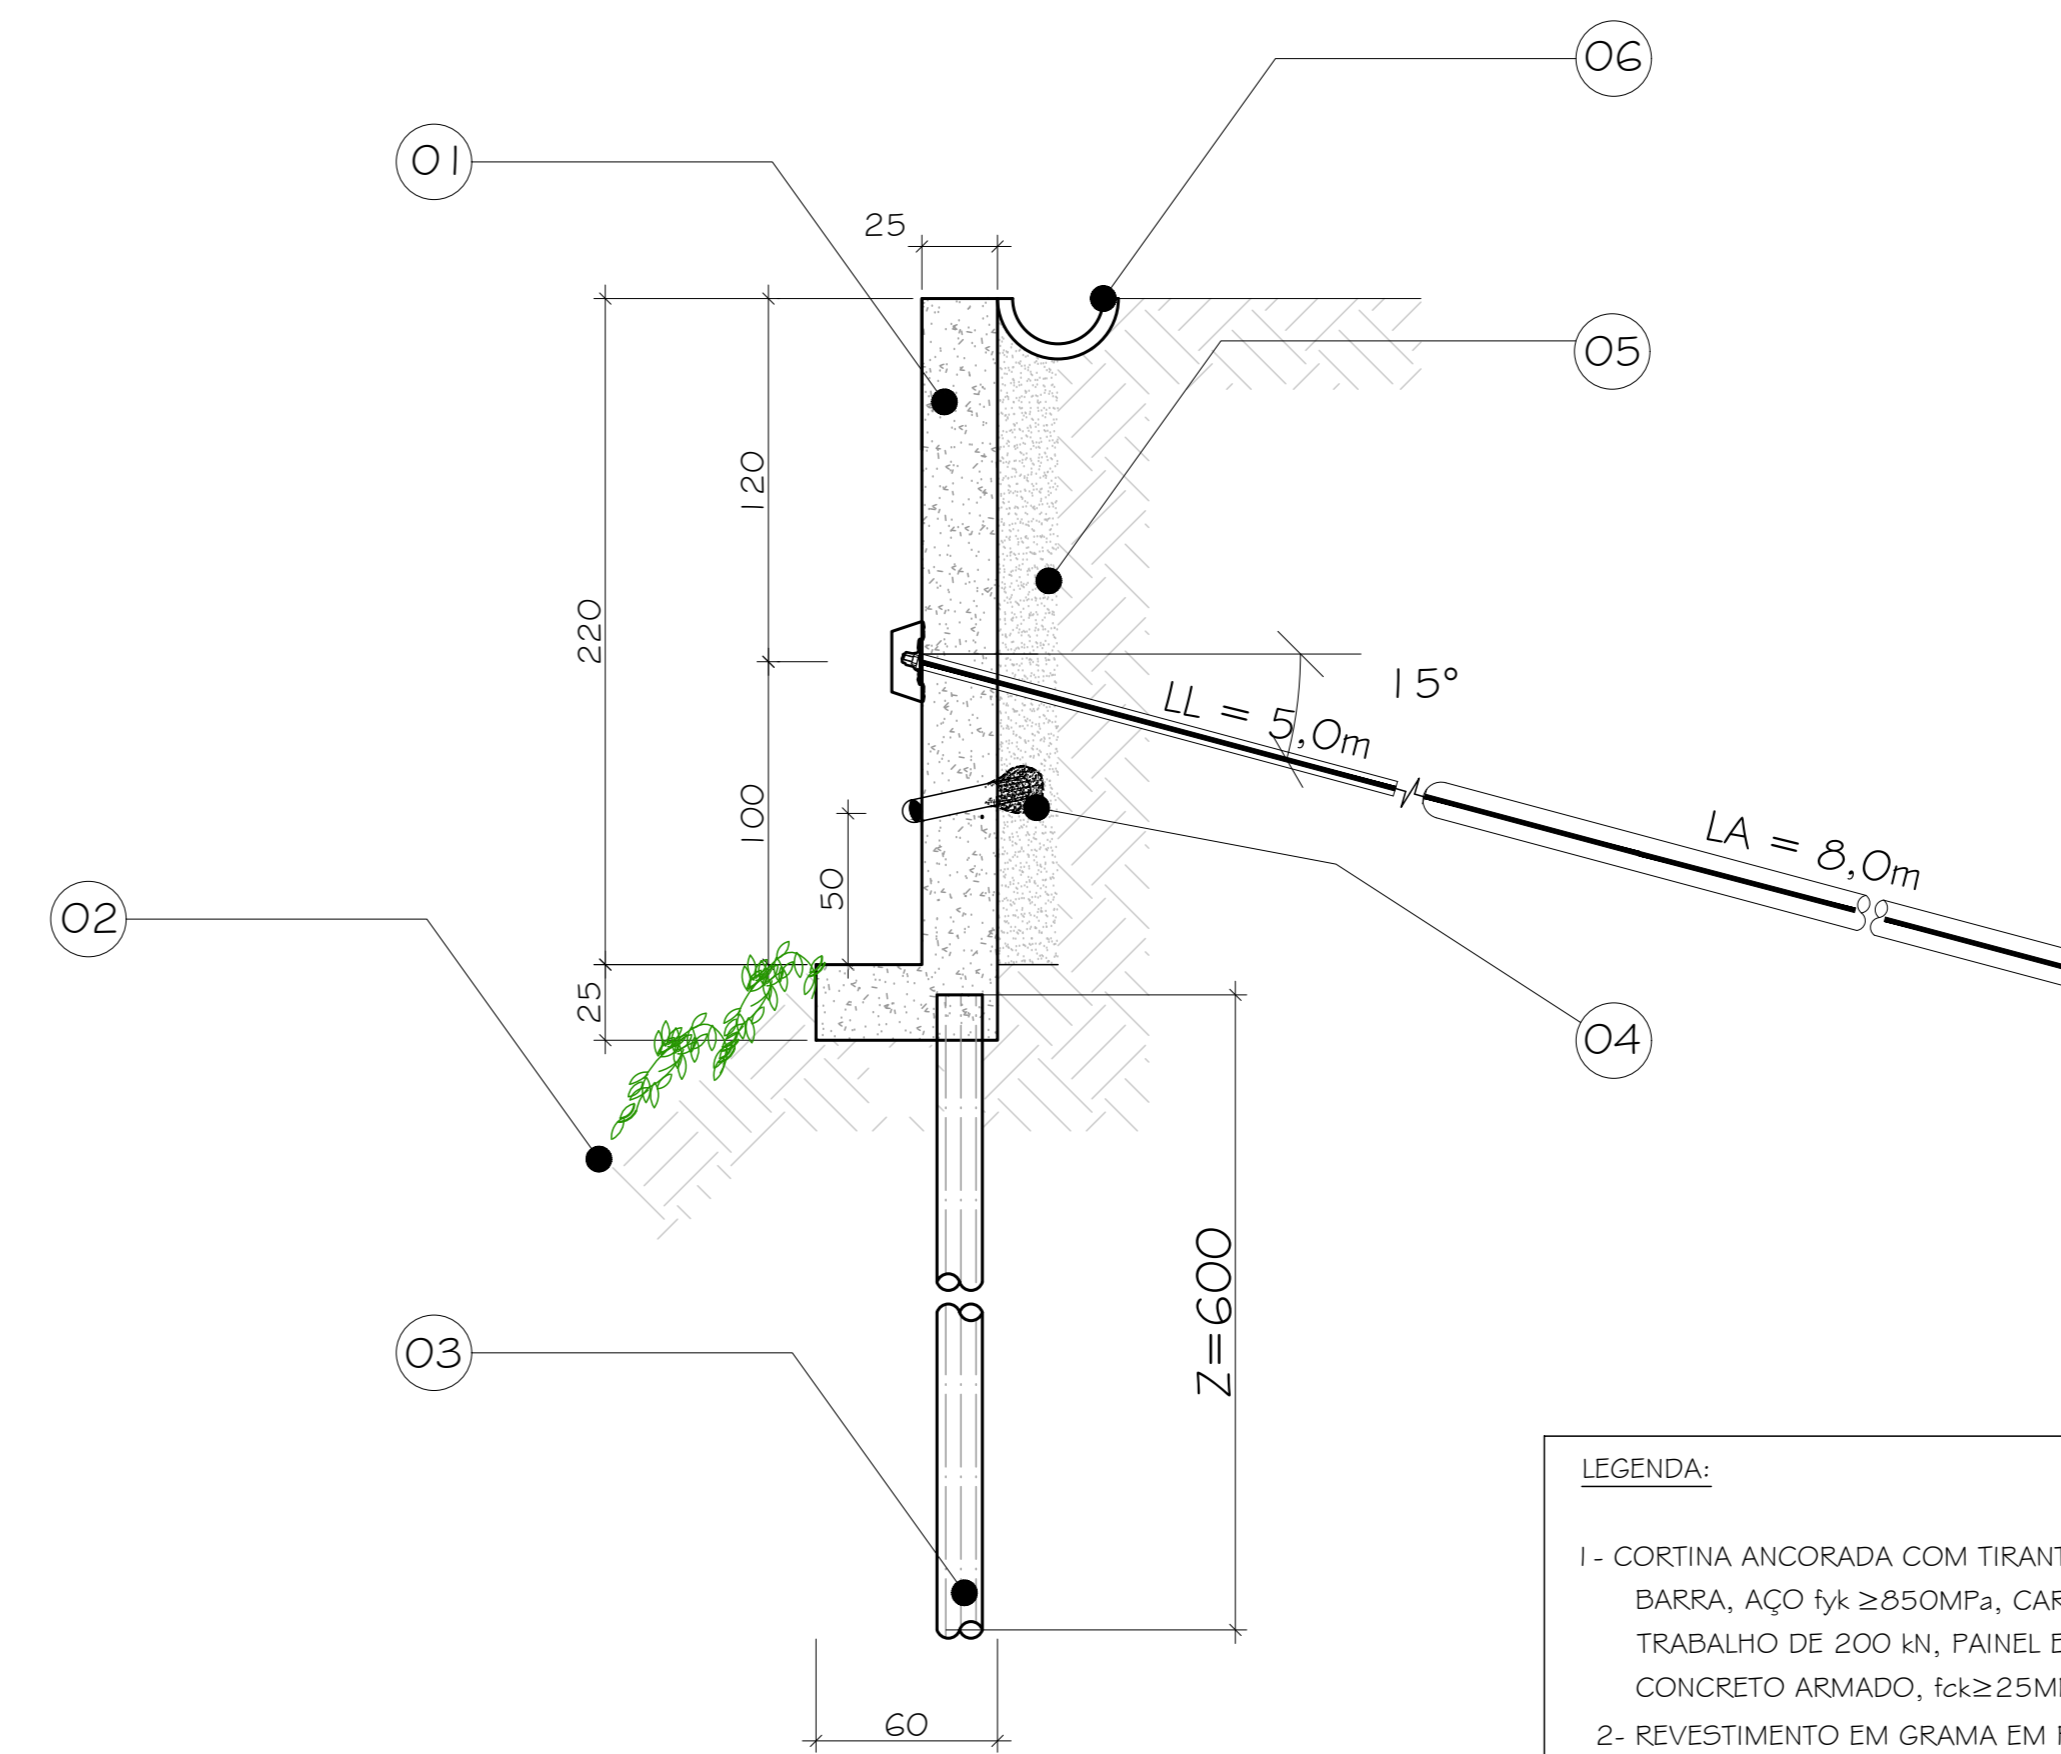 06
01
25
05
120
220
15°
LL = 5,0m
100
LA = 8,0m
50
02
25
04
Z=600
03
LEGENDA:
1- CORTINA ANCORADA COM TIRANT
BARRA, AÇO fyk ≥850MPa, CAR
TRABALHO DE 200 kN, PAINEL E
CONCRETO ARMADO, fck≥25M
2- REVESTIMENTO EM GRAMA EM
60